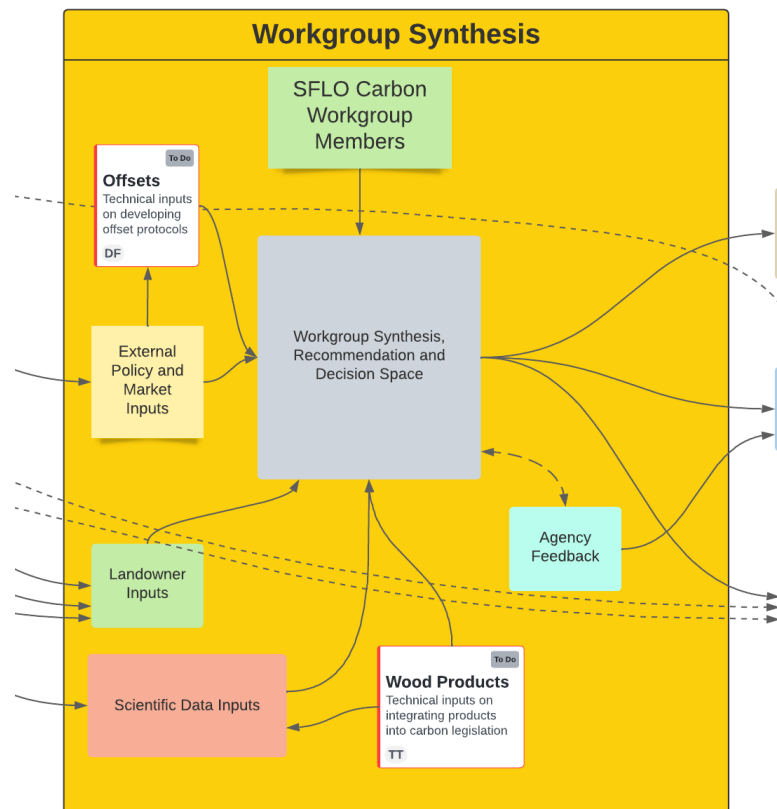 Workgroup Synthesis
SFLO Carbon
Workgroup
Members
To Do
Offsets
Technical inputs
on developing
offset protocols
DF
External
Policy and
Market
Inputs
Workgroup Synthesis,
Recommendation and
Decision Space
Agency
Feedback
Landowner
Inputs
Scientific Data Inputs
To Do
Wood Products
Technical inputs on
integrating products
into carbon legislation
TT